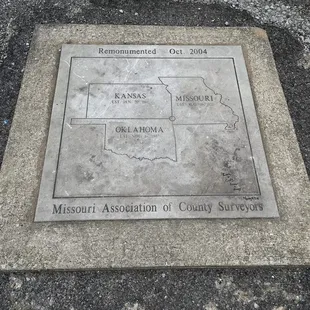 Remonumented Oct 2004
KANSAS
MISSOURI
OKLAHOMA
Missouri Association of County Surveyors